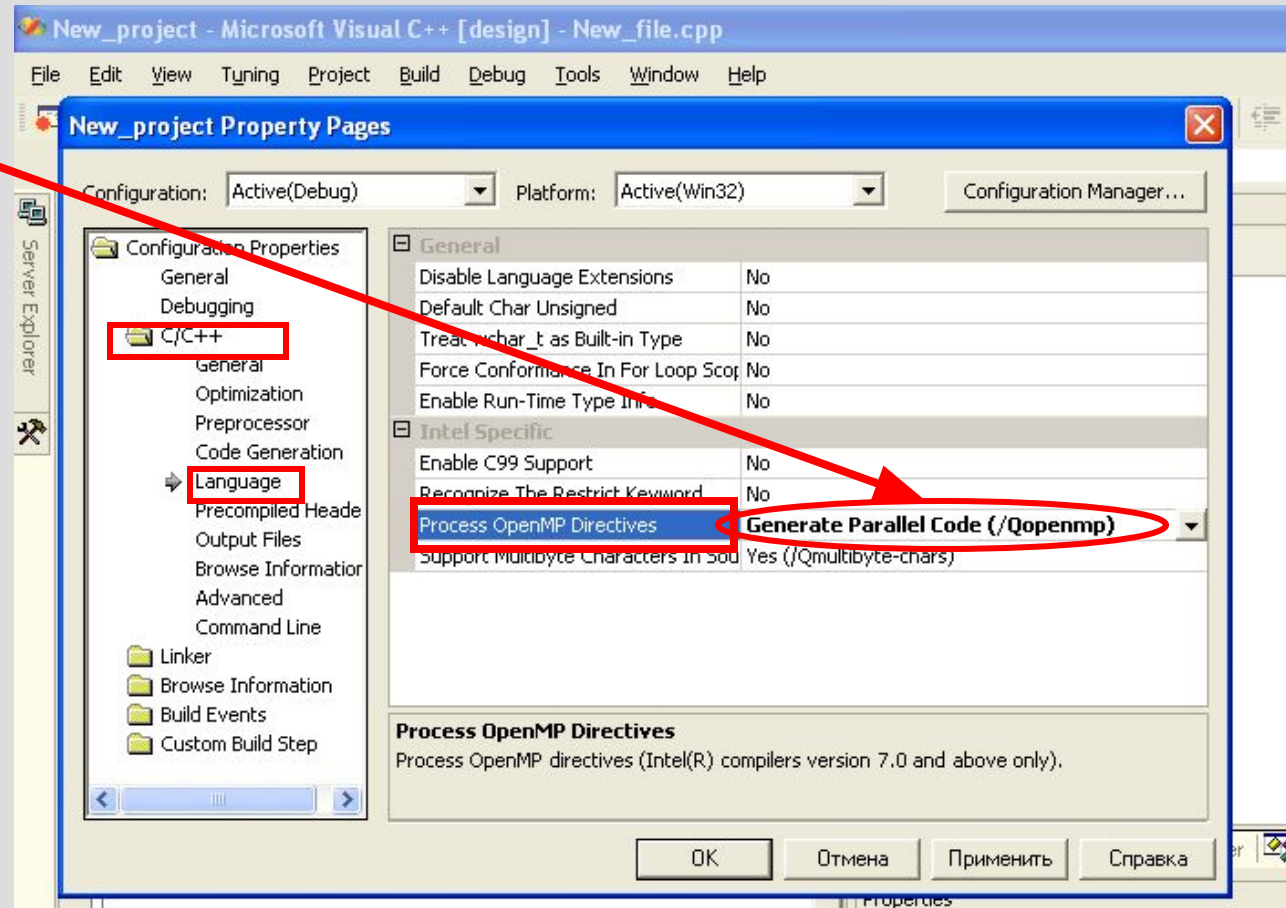 New_project - Microsoft Visual C++ [design] - New_file.cpp
File Edit View Tuning Project Build Debug Tools Window Help
New_project Property Pages
Configuration: Active(Debug) Platform: Active(Win32) Configuration Manager...
Server Explorer
Configuration Properties
General
Debugging
C/C++
General
Optimization
Preprocessor
Code Generation
Language
Precompiled Heade
Output Files
Browse Information
Advanced
Command Line
Linker
Browse Information
Build Events
Custom Build Step
General
Disable Language Extensions No
Default Char Unsigned No
Treat wchar_t as Built-in Type No
Force Conformance In For Loop Scop No
Enable Run-Time Type Info No
Intel Specific
Enable C99 Support No
Recognize The Restrict Keyword No
Process OpenMP Directives Generate Parallel Code (/Qopenmp)
Support Multibyte Characters In Sou Yes (/Qmultibyte-chars)
Process OpenMP Directives
Process OpenMP directives (Intel(R) compilers version 7.0 and above only).
OK Отмена Применить Справка
er
Properties